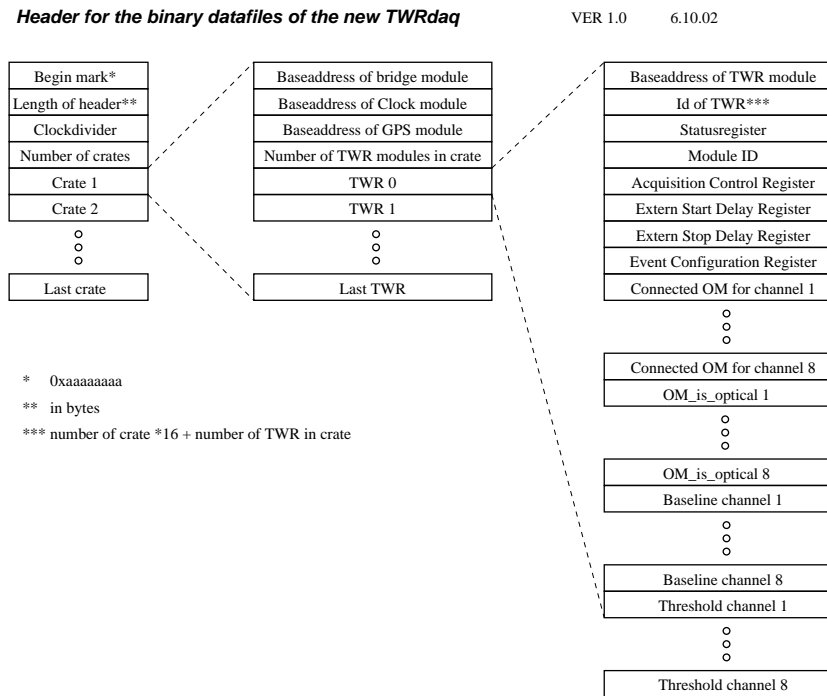 Header for the binary datafiles of the new TWRdaq
VER 1.0
6.10.02
Begin mark*
Length of header**
Clockdivider
Number of crates
Crate 1
Crate 2
Last crate
Baseaddress of bridge module
Baseaddress of Clock module
Baseaddress of GPS module
Number of TWR modules in crate
TWR 0
TWR 1
Last TWR
Baseaddress of TWR module
Id of TWR***
Statusregister
Module ID
Acquisition Control Register
Extern Start Delay Register
Extern Stop Delay Register
Event Configuration Register
Connected OM for channel 1
Connected OM for channel 8
OM_is_optical 1
OM_is_optical 8
Baseline channel 1
Baseline channel 8
Threshold channel 1
Threshold channel 8
* 0xaaaaaaaa
** in bytes
*** number of crate *16 + number of TWR in crate